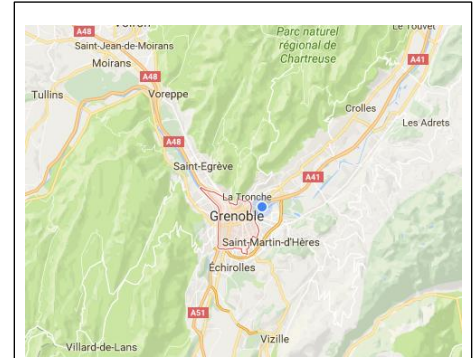 A48
Voiron
Parc naturel
régional de
Chartreuse
Le Touvet
Saint-Jean-de-Moirans
Moirans
A48
A41
Tullins
Voreppe
Crolles
Les Adrets
A48
Saint-Egrève
A41
La Tronche
Grenoble
Saint-Martin-d'Hères
Échirolles
A51
Vizille
Villard-de-Lans